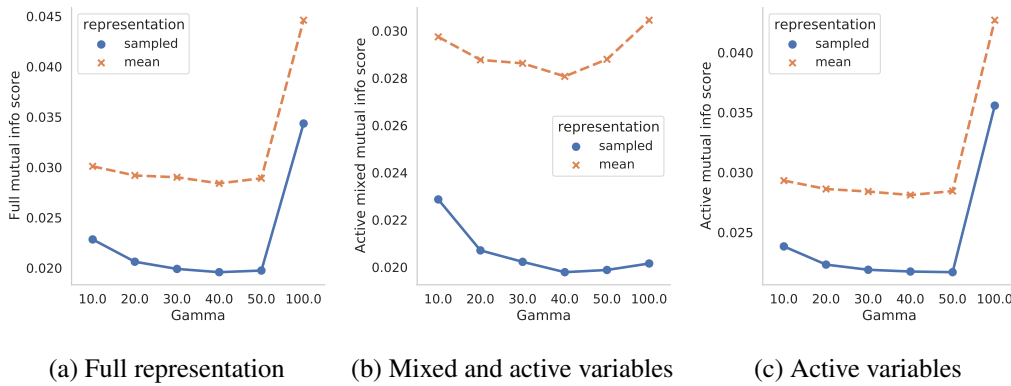 Full mutual info score
0.045
0.040
0.035
0.030
0.025
0.020
representation
sampled
mean
10.0 20.0 30.0 40.0 50.0 100.0
Gamma
(a) Full representation
Active mixed mutual info score
0.030
0.028
0.026
0.024
0.022
0.020
representation
sampled
mean
10.0 20.0 30.0 40.0 50.0 100.0
Gamma
(b) Mixed and active variables
Active mutual info score
0.040
0.035
0.030
0.025
representation
sampled
mean
10.0 20.0 30.0 40.0 50.0 100.0
Gamma
(c) Active variables